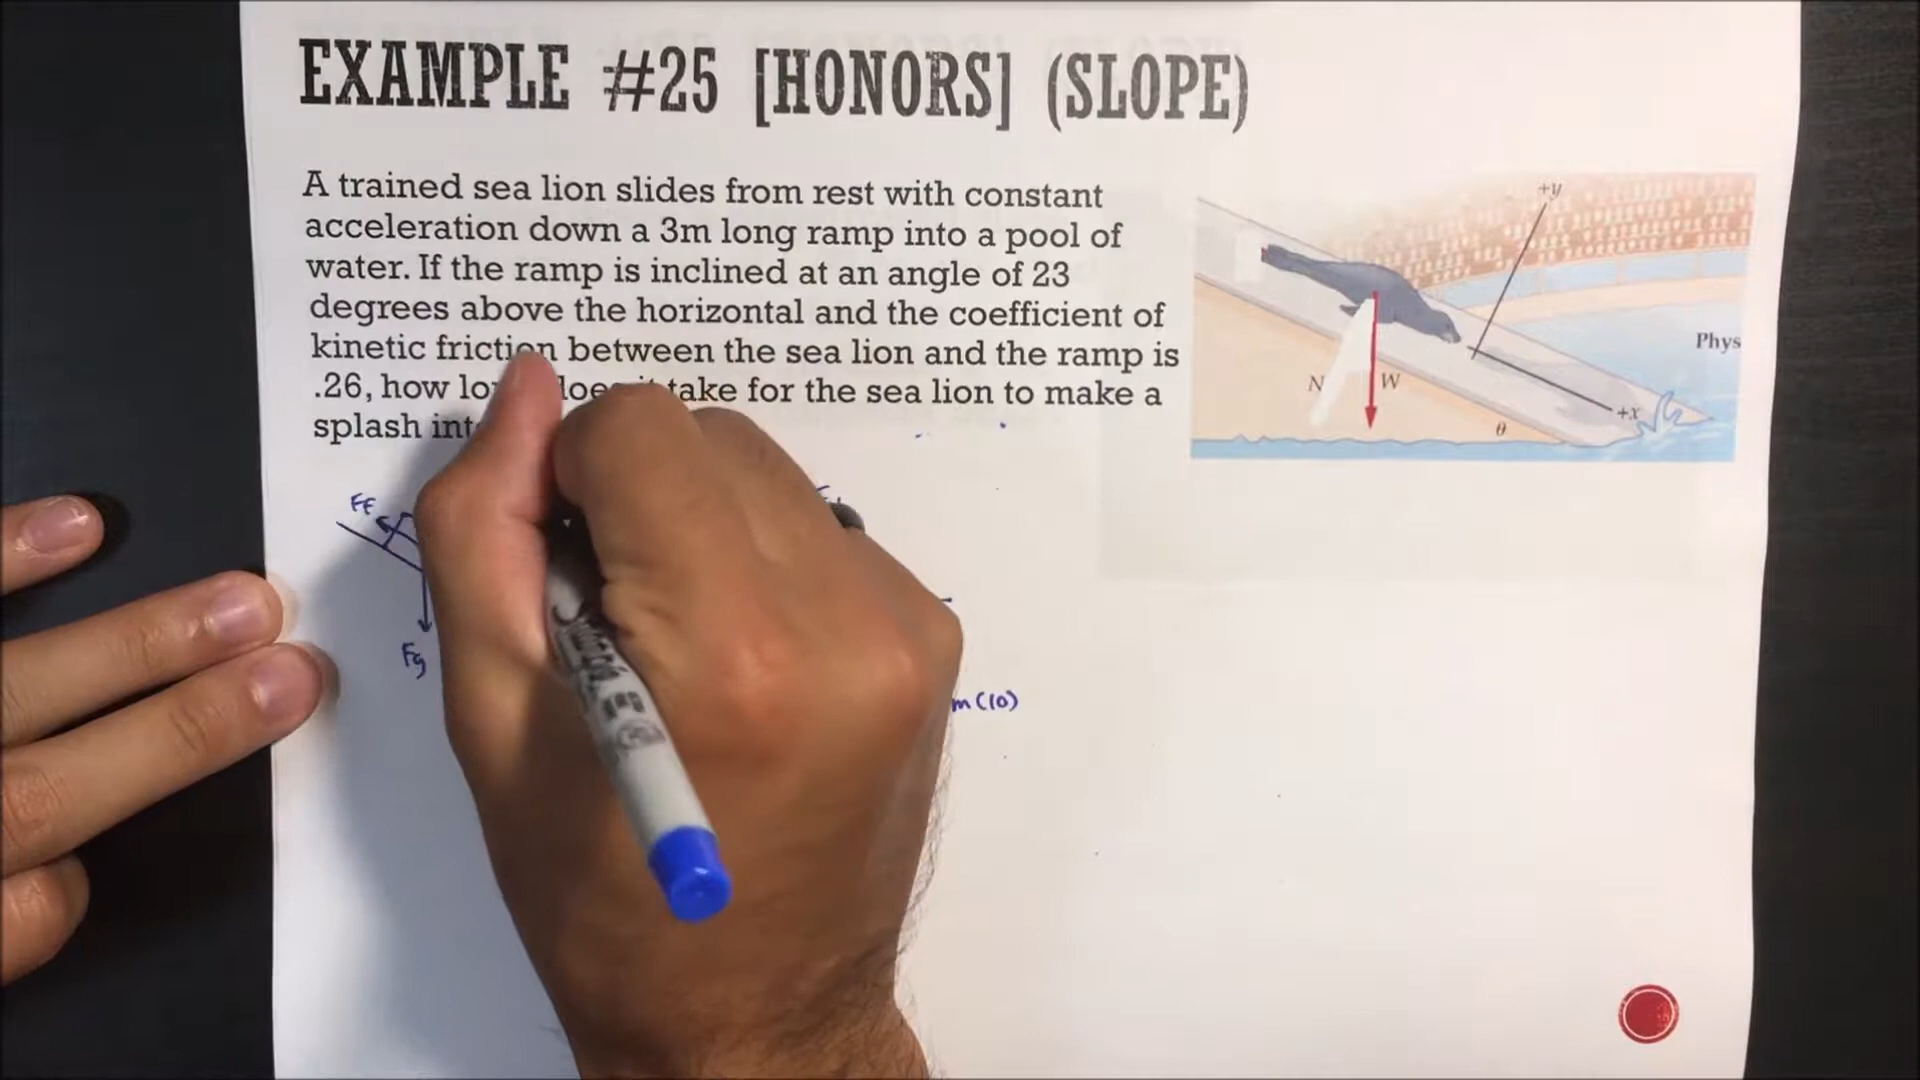 EXAMPLE #25 [HONORS] (SLOPE)
A trained sea lion slides from rest with constant
acceleration down a 3m long ramp into a pool of
water. If the ramp is inclined at an angle of 23
degrees above the horizontal and the coefficient of
kinetic friction between the sea lion and the ramp is
.26, how take for the sea lion to make a
splash
+y
Phys
N
W
+x
θ
Ff
Fg
m(10)